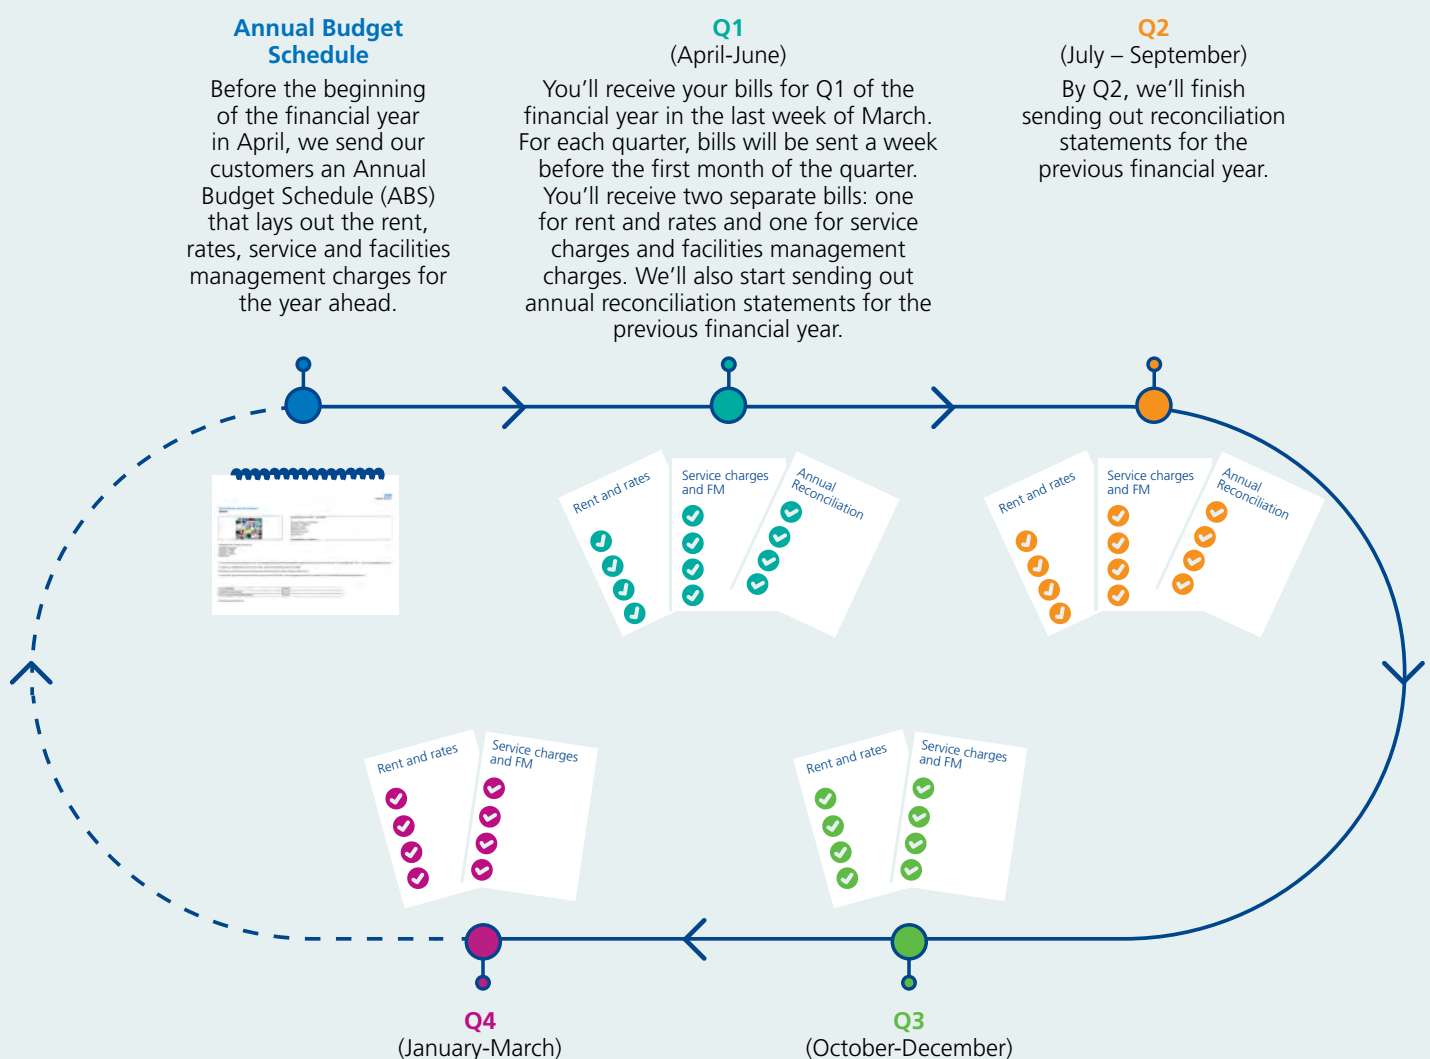 Annual Budget
Schedule
Before the beginning
of the financial year
in April, we send our
customers an Annual
Budget Schedule (ABS)
that lays out the rent,
rates, service and facilities
management charges for
the year ahead.
Q1
(April-June)
You’ll receive your bills for Q1 of the
financial year in the last week of March.
For each quarter, bills will be sent a week
before the first month of the quarter.
You’ll receive two separate bills: one
for rent and rates and one for service
charges and facilities management
charges. We’ll also start sending out
annual reconciliation statements for the
previous financial year.
Q2
(July – September)
By Q2, we’ll finish
sending out reconciliation
statements for the
previous financial year.
Rent and rates
Service charges
and FM
Annual
Reconciliation
Rent and rates
Service charges
and FM
Annual
Reconciliation
Rent and rates
Service charges
and FM
Rent and rates
Service charges
and FM
Q4
(January-March)
Q3
(October-December)